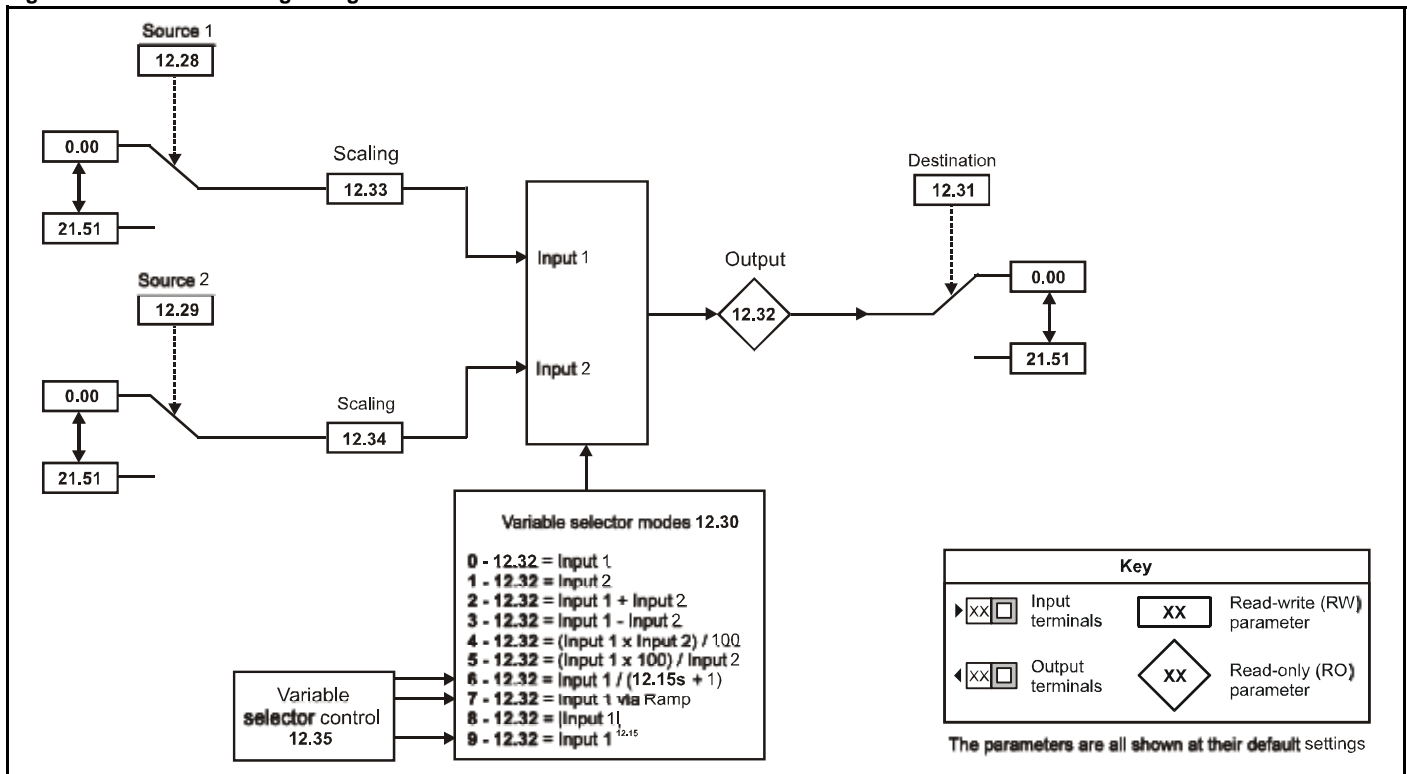 Source 1
12.28
0.00
21.51
Scaling
12.33
Source 2
12.29
0.00
21.51
Scaling
12.34
Input 1
Input 2
Output
12.32
Destination
12.31
0.00
21.51
Variable selector modes 12.30
0 - 12.32 = Input 1
1 - 12.32 = Input 2
2 - 12.32 = Input 1 + Input 2
3 - 12.32 = Input 1 - Input 2
4 - 12.32 = (Input 1 x Input 2) / 100
5 - 12.32 = (Input 1 x 100) / Input 2
6 - 12.32 = Input 1 / (12.15s + 1)
7 - 12.32 = Input 1 via Ramp
8 - 12.32 = |Input 1|
9 - 12.32 = Input 1 12.15
Variable
selector control
12.35
Key
XX
Input
terminals
XX
Read-write (RW)
parameter
XX
Output
terminals
XX
Read-only (RO)
parameter
The parameters are all shown at their default settings